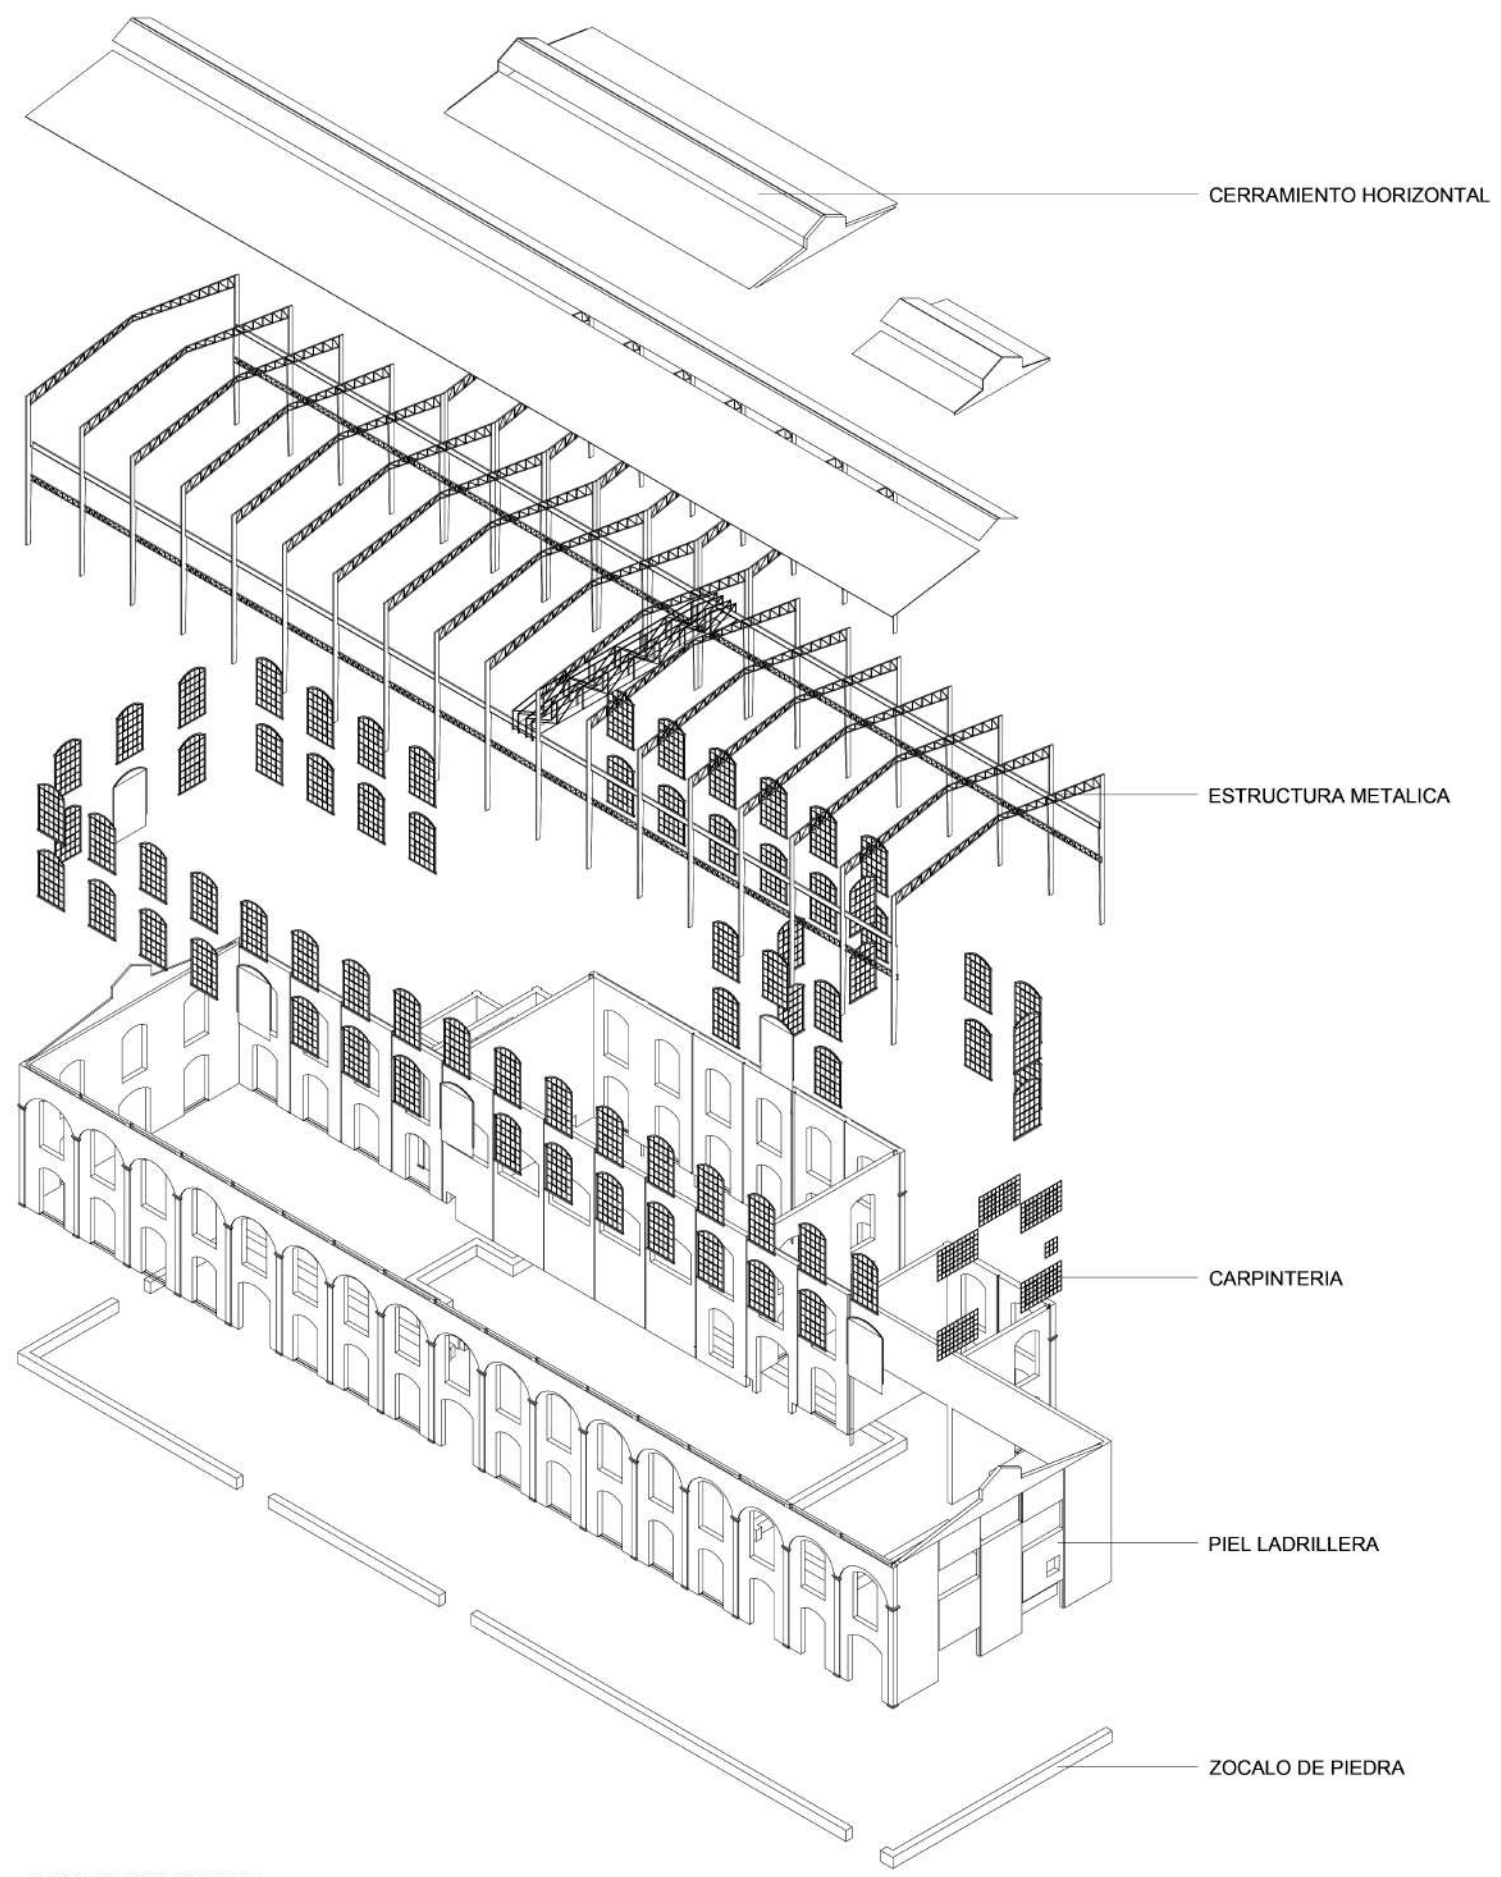 CERRAMIENTO HORIZONTAL
ESTRUCTURA METALICA
CARPINTERIA
PIEL LADRILLERA
ZOCALO DE PIEDRA